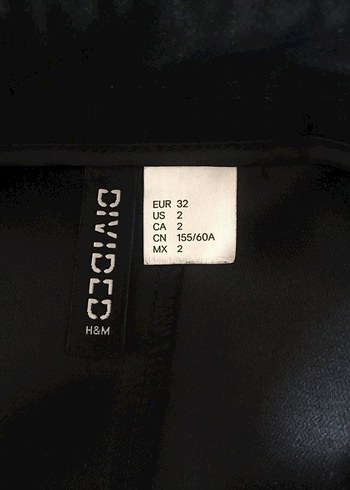 DIVIDED
H&M
EUR 32
US 2
CA 2
CN 155/60A
MX 2